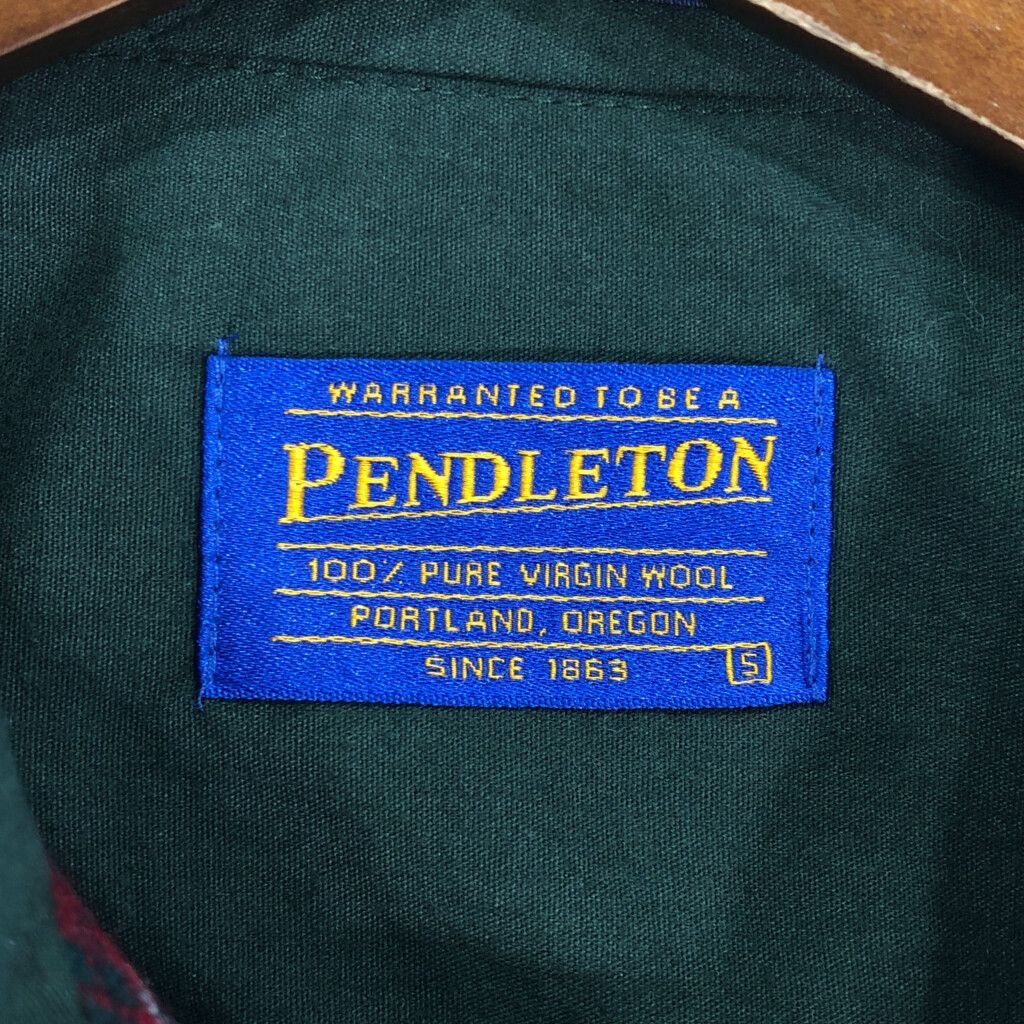 WARRANTED TO BE A
PENDLETON
100% PURE VIRGIN WOOL
PORTLAND, OREGON
SINCE 1863 S